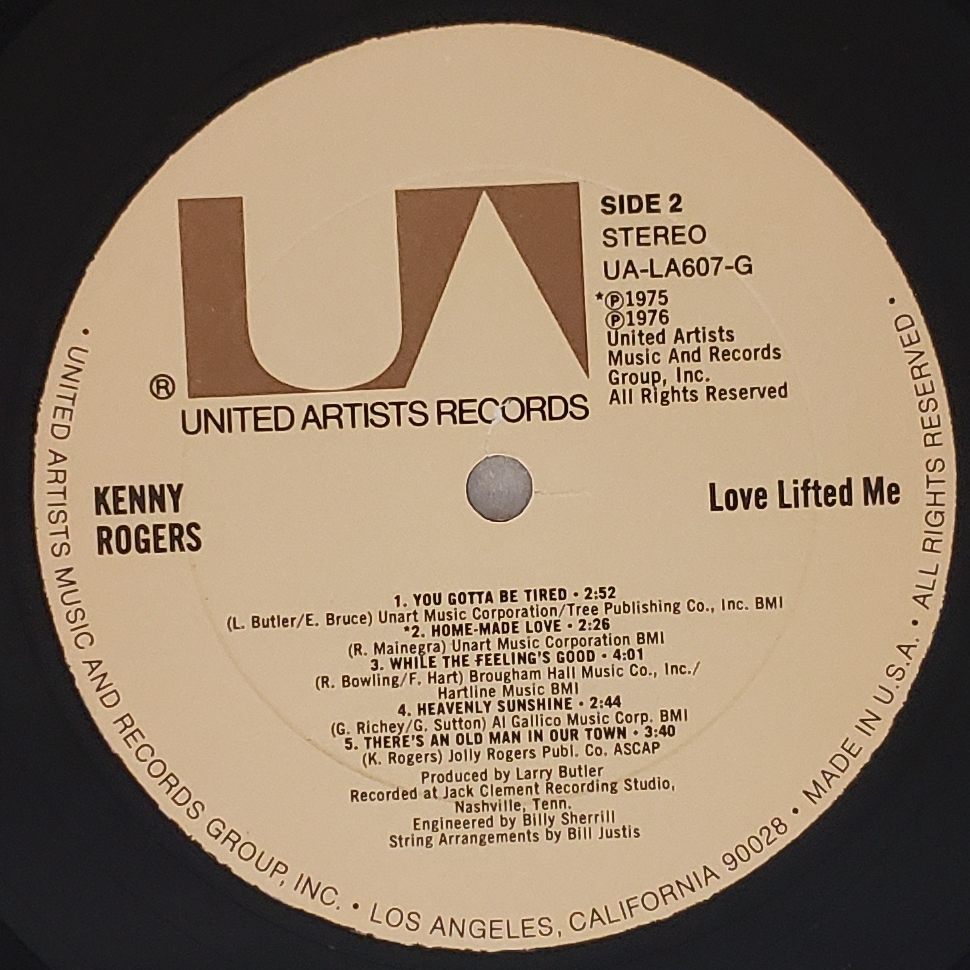 UA
®
UNITED ARTISTS RECORDS
SIDE 2
STEREO
UA-LA607-G
*Ⓟ1975
Ⓟ1976
United Artists
Music And Records
Group, Inc.
All Rights Reserved
KENNY
ROGERS
Love Lifted Me
1. YOU GOTTA BE TIRED • 2:52
(L. Butler/E. Bruce) Unart Music Corporation/Tree Publishing Co., Inc. BMI
*2. HOME-MADE LOVE • 2:26
(R. Mainegra) Unart Music Corporation BMI
3. WHILE THE FEELING'S GOOD • 4:01
(R. Bowling/F. Hart) Brougham Hall Music Co., Inc./
Hartline Music BMI
4. HEAVENLY SUNSHINE • 2:44
(G. Richey/G. Sutton) Al Gallico Music Corp. BMI
5. THERE'S AN OLD MAN IN OUR TOWN • 3:40
(K. Rogers) Jolly Rogers Publ. Co. ASCAP
Produced by Larry Butler
Recorded at Jack Clement Recording Studio,
Nashville, Tenn.
Engineered by Billy Sherrill
String Arrangements by Bill Justis
• UNITED ARTISTS MUSIC AND RECORDS GROUP, INC. • LOS ANGELES, CALIFORNIA 90028 • MADE IN U.S.A. • ALL RIGHTS RESERVED •